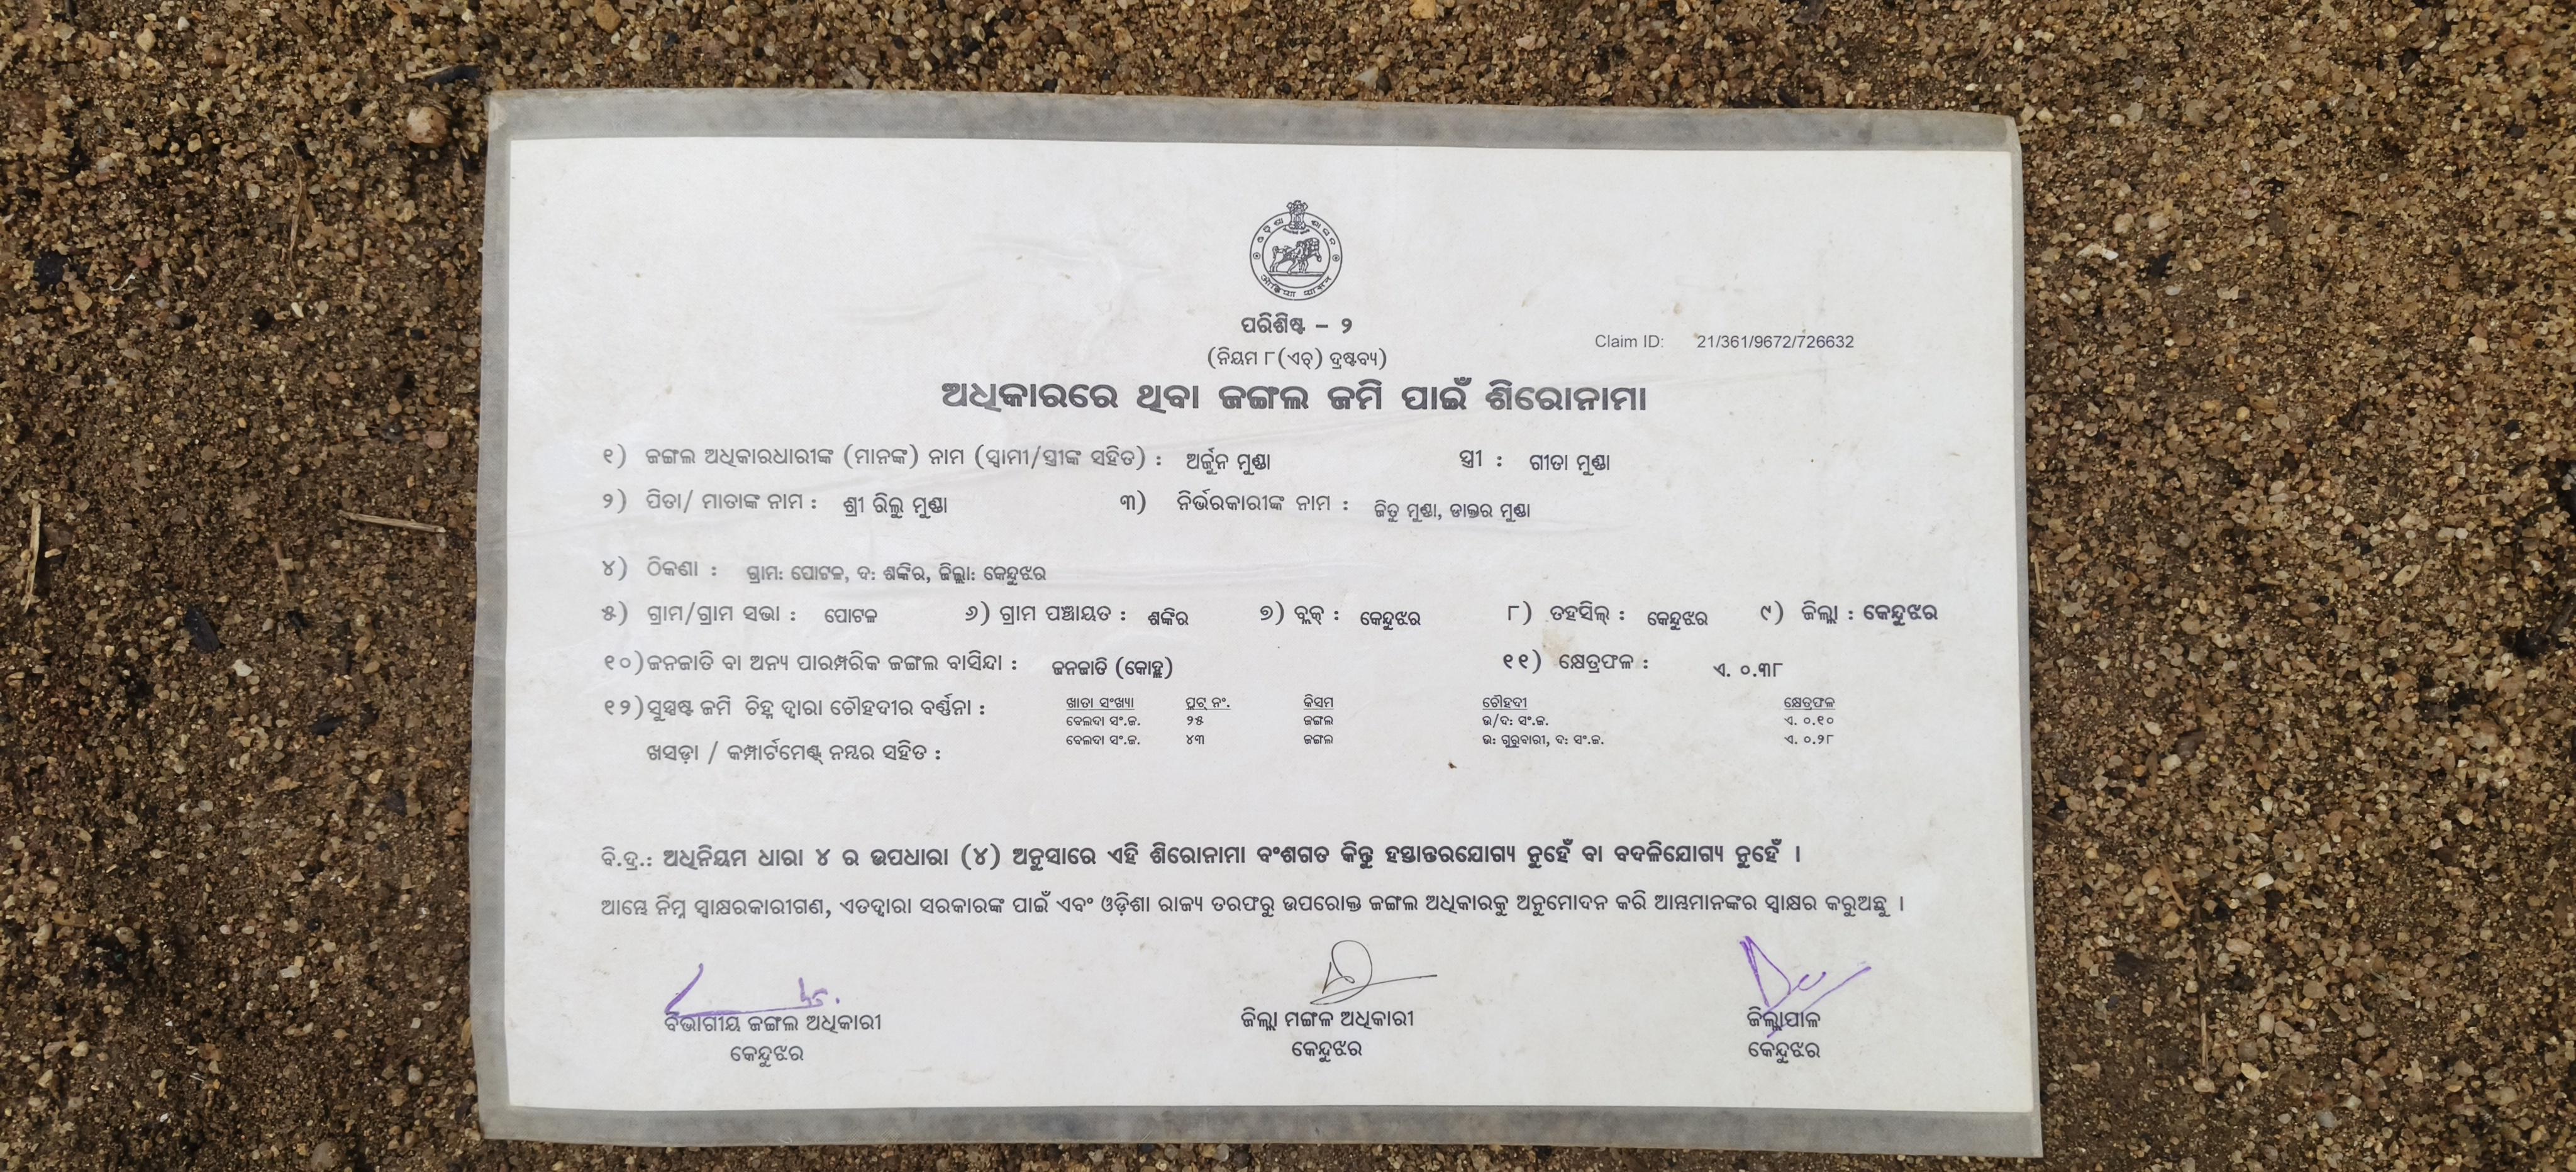 ପରିଶିଷ୍ଟ – ୨
(ନିୟମ ୮(ଏଚ୍) ଦ୍ରଷ୍ଟବ୍ୟ)
Claim ID: 21/361/9672/726632
ଅଧିକାରରେ ଥିବା ଜଙ୍ଗଲ ଜମି ପାଇଁ ଶିରୋନାମା
୧) ଜଙ୍ଗଲ ଅଧିକାରଧାରୀଙ୍କ (ମାନଙ୍କ) ନାମ (ସ୍ୱାମୀ/ସ୍ତ୍ରୀଙ୍କ ସହିତ) : ଅର୍ଜୁନ ମୁଣ୍ଡା ସ୍ତ୍ରୀ : ଗୀତା ମୁଣ୍ଡା
୨) ପିତା/ ମାତାଙ୍କ ନାମ : ଶ୍ରୀ ରିଲୁ ମୁଣ୍ଡା ୩) ନିର୍ଭରକାରୀଙ୍କ ନାମ : ଜିତୁ ମୁଣ୍ଡା, ଡାକ୍ତର ମୁଣ୍ଡା
୪) ଠିକଣା : ଗ୍ରାମ: ପୋଟଳ, ଦ: ଶଙ୍କିର, ଜିଲ୍ଲା: କେନ୍ଦୁଝର
୫) ଗ୍ରାମ/ଗ୍ରାମ ସଭା : ପୋଟଳ ୬) ଗ୍ରାମ ପଞ୍ଚାୟତ : ଶଙ୍କିର ୭) ବ୍ଲକ୍ : କେନ୍ଦୁଝର ୮) ତହସିଲ୍ : କେନ୍ଦୁଝର ୯) ଜିଲ୍ଲା : କେନ୍ଦୁଝର
୧୦)ଜନଜାତି ବା ଅନ୍ୟ ପାରମ୍ପରିକ ଜଙ୍ଗଲ ବାସିନ୍ଦା : ଜନଜାତି (କୋହ୍ଲ) ୧୧) କ୍ଷେତ୍ରଫଳ : ଏ. ୦.୩୮
୧୨)ସୁସ୍ପଷ୍ଟ ଜମି ଚିହ୍ନ ଦ୍ୱାରା ଚୌହଦୀର ବର୍ଣ୍ଣନା : ଖାତା ସଂଖ୍ୟା ପ୍ଲଟ୍ ନଂ. କିସମ ଚୌହଦୀ କ୍ଷେତ୍ରଫଳ
ବେଲଦା ସଂ.ଜ. ୨୫ ଜଙ୍ଗଲ ଉ/ଦ: ସଂ.ଜ. ଏ. ୦.୧୦
ବେଲଦା ସଂ.ଜ. ୪୩ ଜଙ୍ଗଲ ଉ: ଗୁରୁବାରୀ, ଦ: ସଂ.ଜ. ଏ. ୦.୨୮
ଖସଡ଼ା / କମ୍ପାର୍ଟମେଣ୍ଟ୍ ନମ୍ବର ସହିତ :
ବି.ଦ୍ର.: ଅଧିନିୟମ ଧାରା ୪ ର ଉପଧାରା (୪) ଅନୁସାରେ ଏହି ଶିରୋନାମା ବଂଶଗତ କିନ୍ତୁ ହସ୍ତାନ୍ତରଯୋଗ୍ୟ ନୁହେଁ ବା ବଦଳିଯୋଗ୍ୟ ନୁହେଁ ।
ଆମ୍ଭେ ନିମ୍ନ ସ୍ୱାକ୍ଷରକାରୀଗଣ, ଏତଦ୍ୱାରା ସରକାରଙ୍କ ପାଇଁ ଏବଂ ଓଡ଼ିଶା ରାଜ୍ୟ ତରଫରୁ ଉପରୋକ୍ତ ଜଙ୍ଗଲ ଅଧିକାରକୁ ଅନୁମୋଦନ କରି ଆମ୍ଭମାନଙ୍କର ସ୍ୱାକ୍ଷର କରୁଅଛୁ ।
ବିଭାଗୀୟ ଜଙ୍ଗଲ ଅଧିକାରୀ ଜିଲ୍ଲା ମଙ୍ଗଳ ଅଧିକାରୀ ଜିଲ୍ଲାପାଳ
କେନ୍ଦୁଝର କେନ୍ଦୁଝର କେନ୍ଦୁଝର